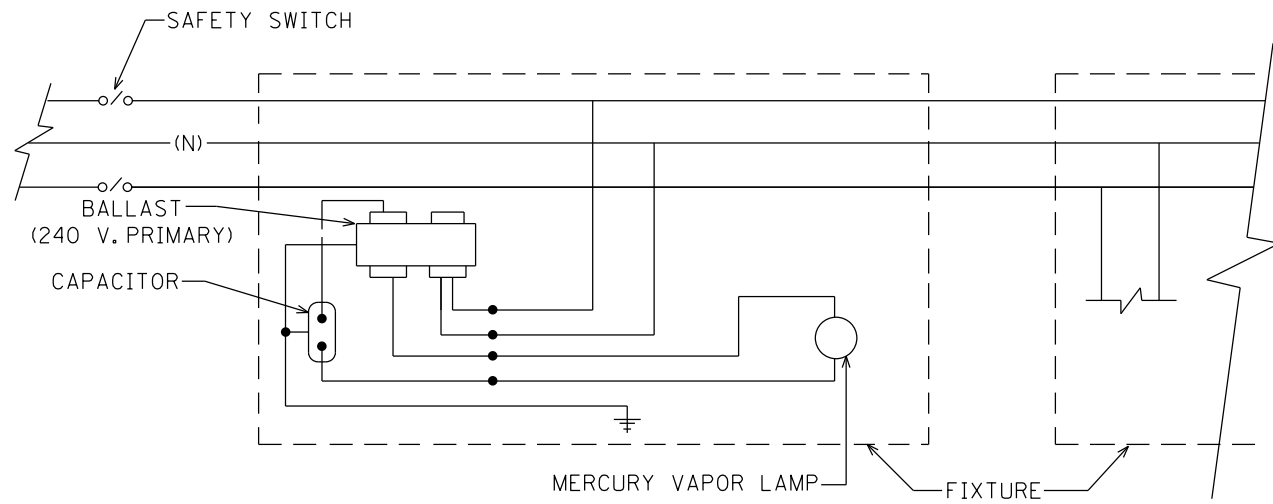 SAFETY SWITCH
(N)
BALLAST
(240 V. PRIMARY)
CAPACITOR
MERCURY VAPOR LAMP
FIXTURE